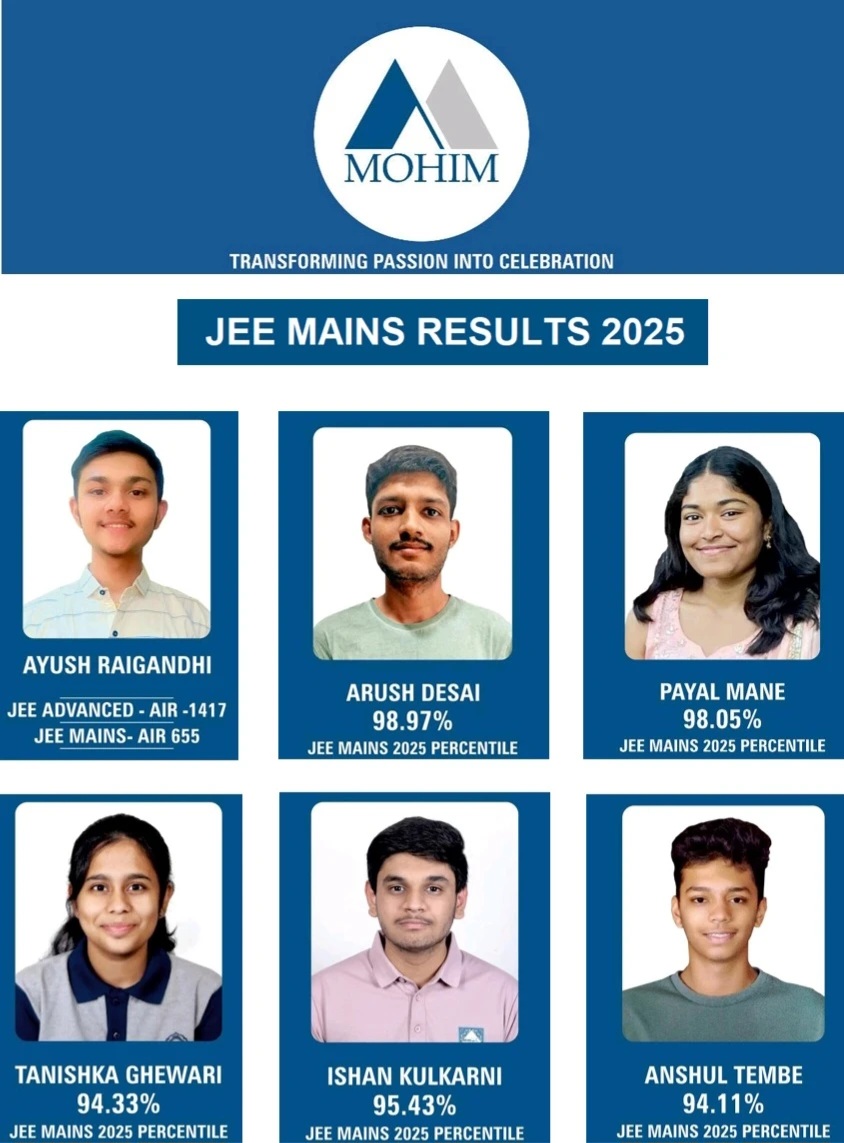 MOHIM
TRANSFORMING PASSION INTO CELEBRATION
JEE MAINS RESULTS 2025
AYUSH RAIGANDHI
JEE ADVANCED - AIR -1417
JEE MAINS- AIR 655
ARUSH DESAI
98.97%
JEE MAINS 2025 PERCENTILE
PAYAL MANE
98.05%
JEE MAINS 2025 PERCENTILE
TANISHKA GHEWARI
94.33%
JEE MAINS 2025 PERCENTILE
ISHAN KULKARNI
95.43%
JEE MAINS 2025 PERCENTILE
ANSHUL TEMBE
94.11%
JEE MAINS 2025 PERCENTILE